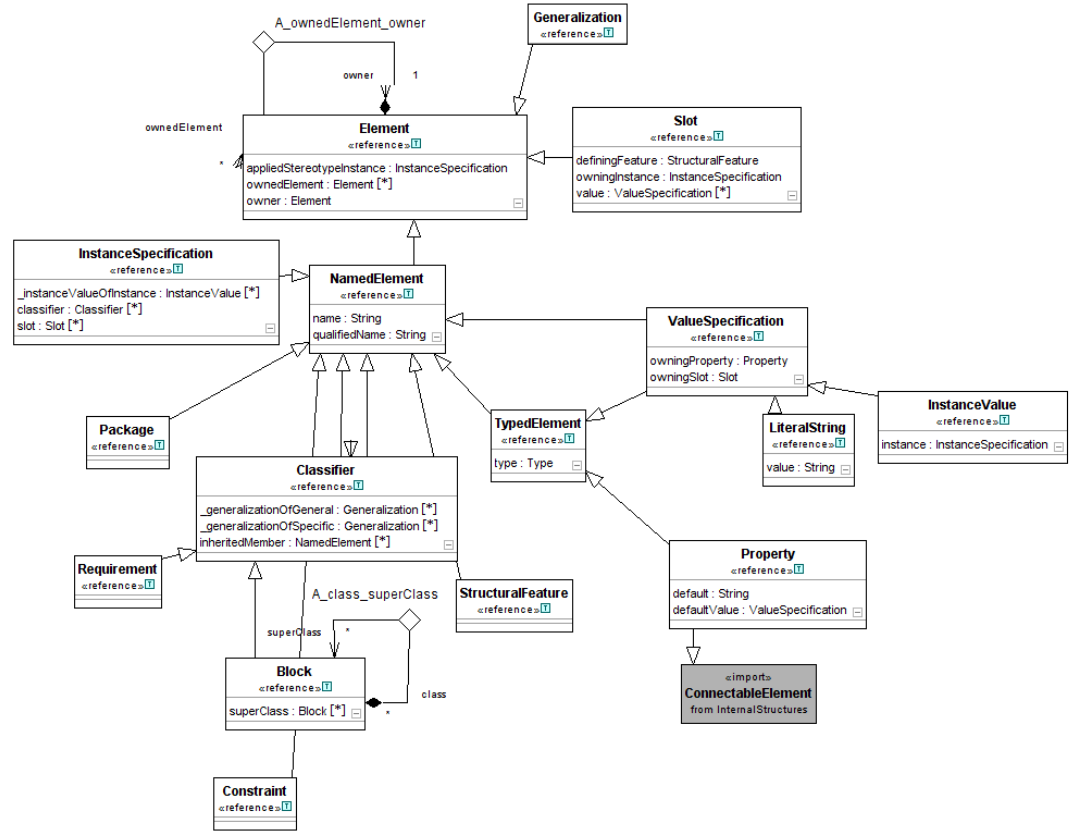 A_ownedElement_owner
owner
1
ownedElement
*
Generalization
«reference» T
Element
«reference» T
appliedStereotypeInstance : InstanceSpecification
ownedElement : Element [*]
owner : Element
Slot
«reference» T
definingFeature : StructuralFeature
owningInstance : InstanceSpecification
value : ValueSpecification [*]
InstanceSpecification
«reference» T
_instanceValueOfInstance : InstanceValue [*]
classifier : Classifier [*]
slot : Slot [*]
NamedElement
«reference» T
name : String
qualifiedName : String
ValueSpecification
«reference» T
owningProperty : Property
owningSlot : Slot
Package
«reference» T
TypedElement
«reference» T
type : Type
LiteralString
«reference» T
value : String
InstanceValue
«reference» T
instance : InstanceSpecification
Classifier
«reference» T
_generalizationOfGeneral : Generalization [*]
_generalizationOfSpecific : Generalization [*]
inheritedMember : NamedElement [*]
Requirement
«reference» T
StructuralFeature
«reference» T
Property
«reference» T
default : String
defaultValue : ValueSpecification
A_class_superClass
superClass
*
class
*
Block
«reference» T
superClass : Block [*]
«import»
ConnectableElement
from InternalStructures
Constraint
«reference» T